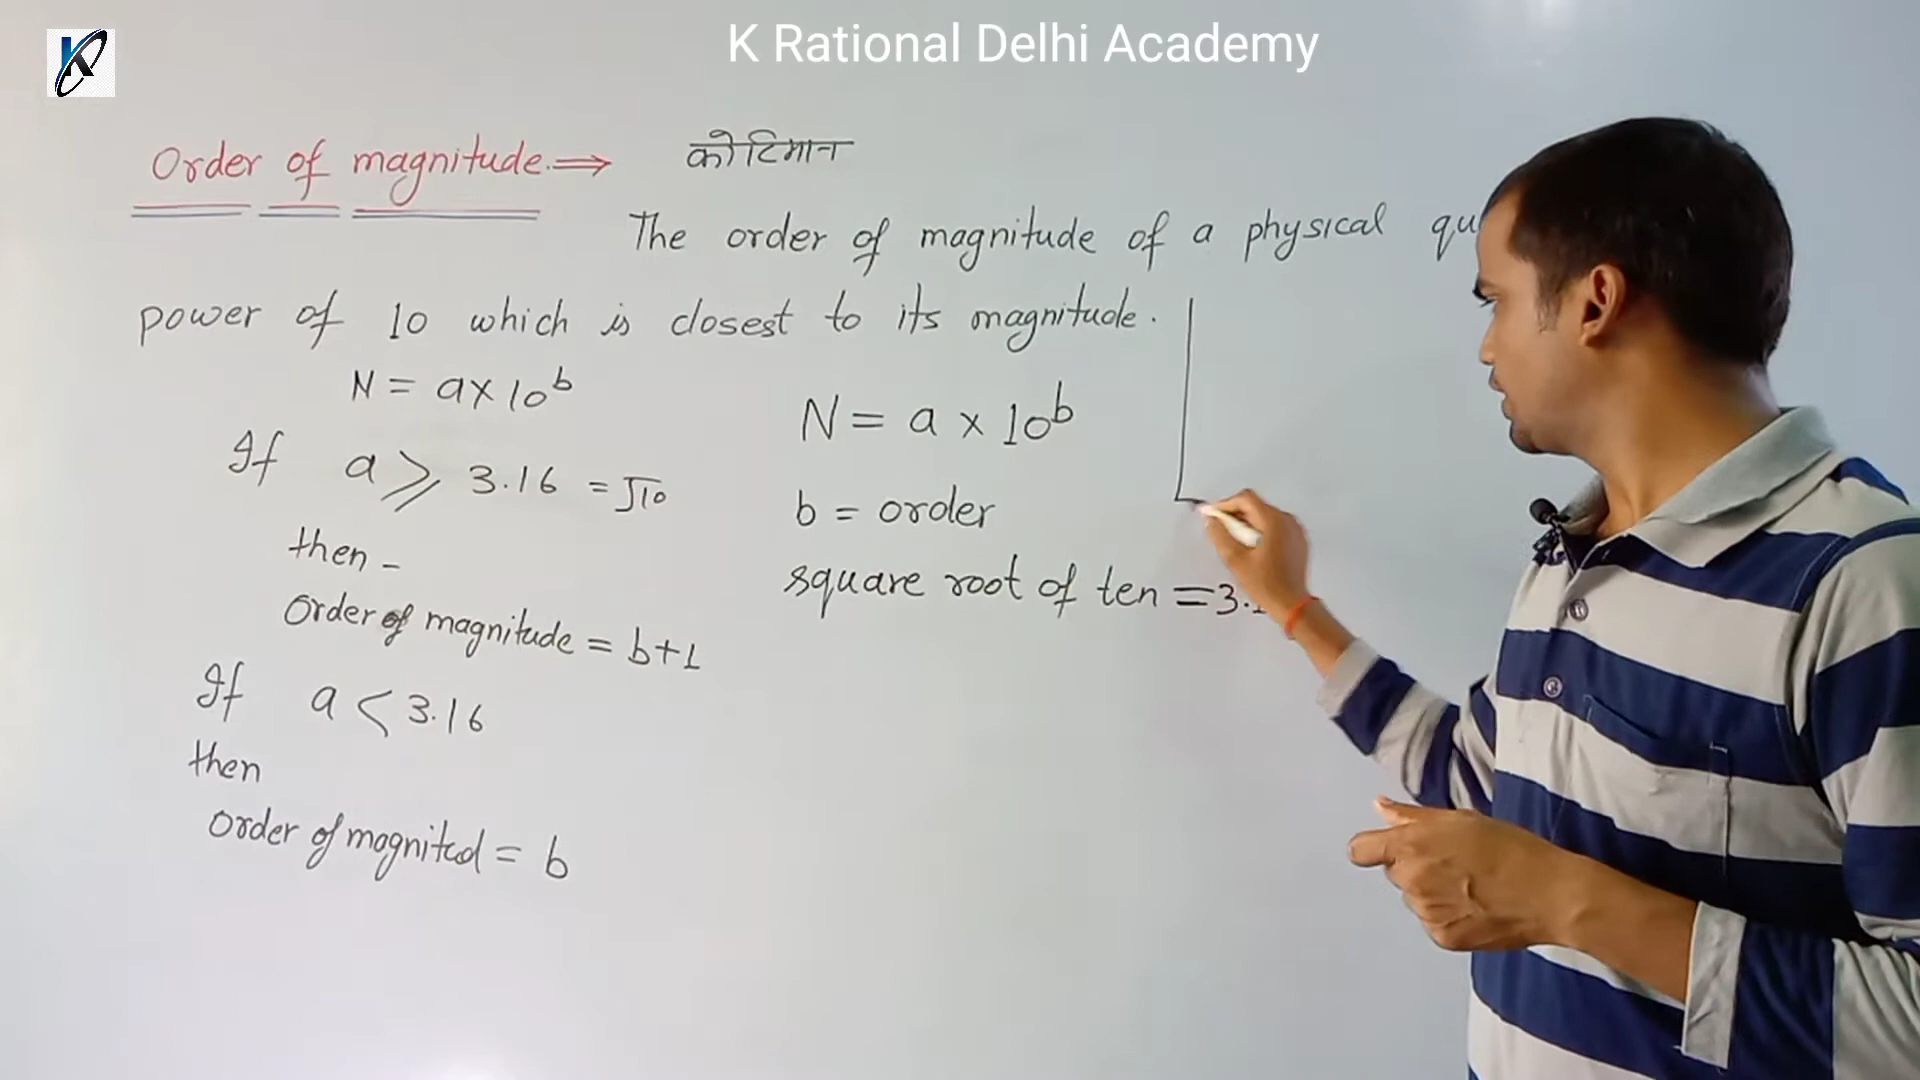 K Rational Delhi Academy
Order of magnitude ⇒ कोटिमान
The order of magnitude of a physical
power of 10 which is closest to its magnitude.
N = a x 10^b
If a ⩾ 3.16 = √10
then -
Order of magnitude = b+1
If a < 3.16
then
order of magnitud = b
N = a x 10^b
b = order
square root of ten = 3.